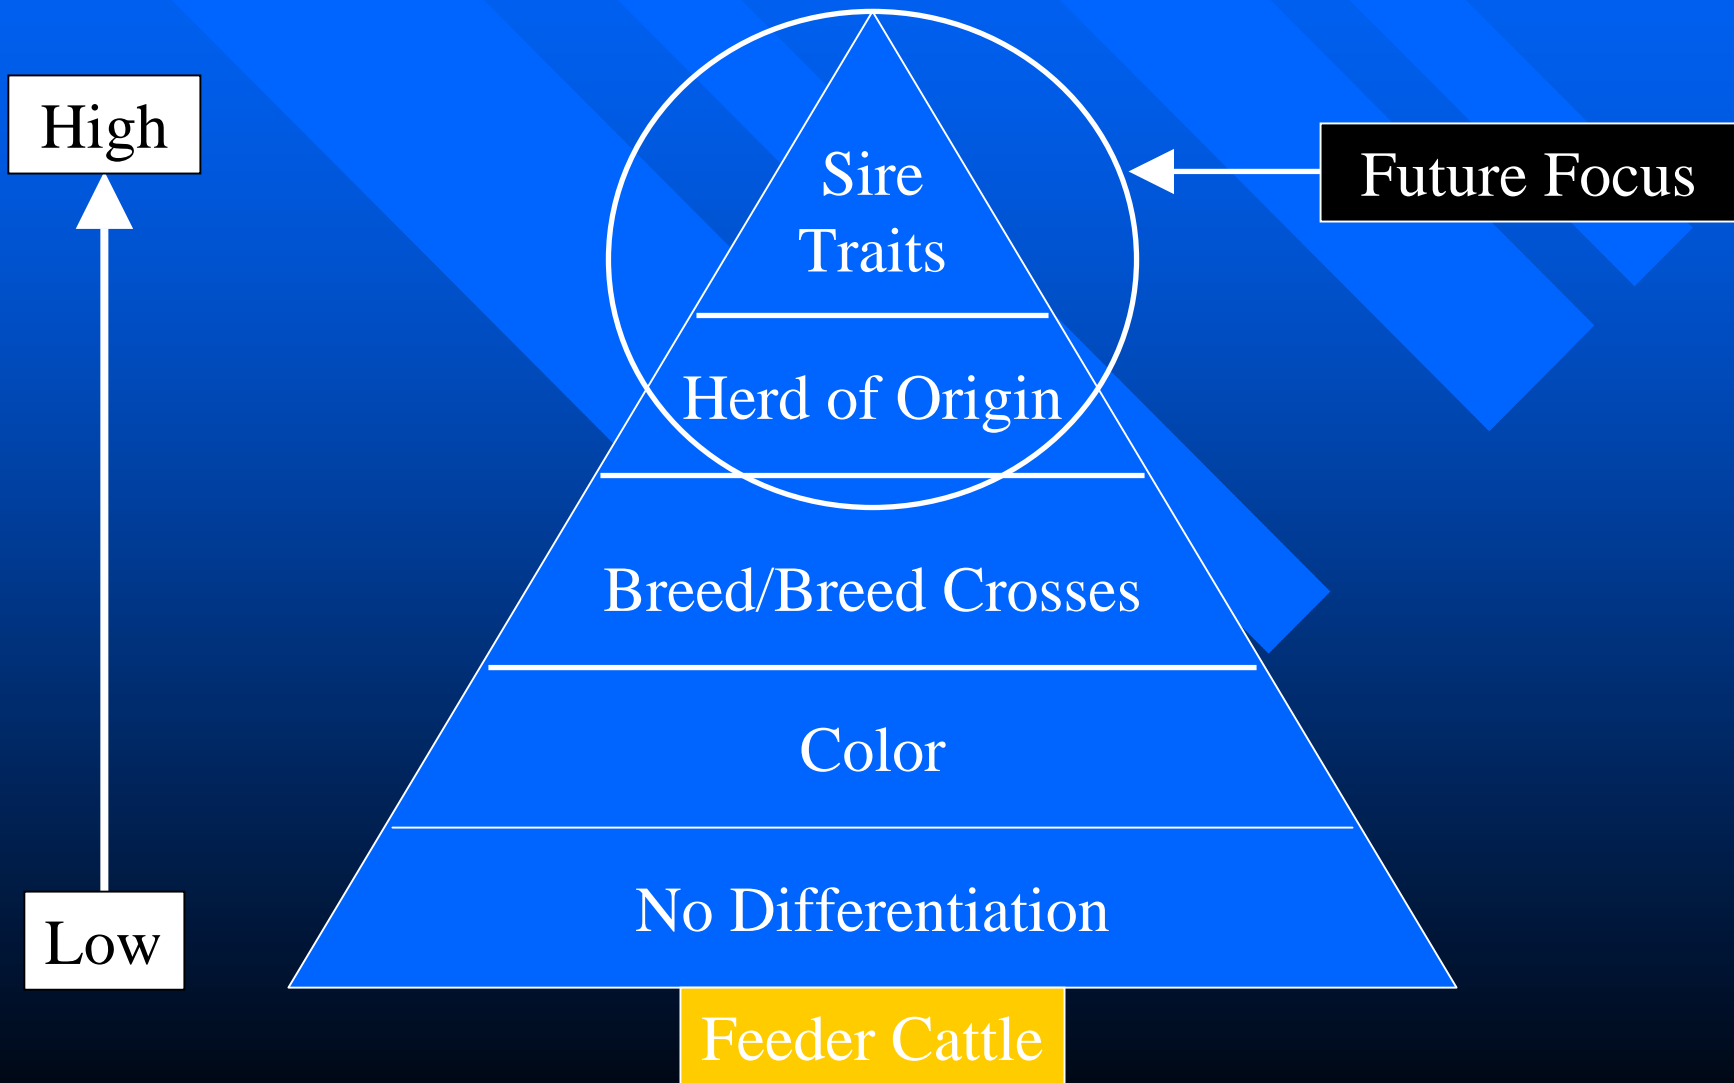 High
Future Focus
Sire
Traits
Herd of Origin
Breed/Breed Crosses
Color
No Differentiation
Low
Feeder Cattle